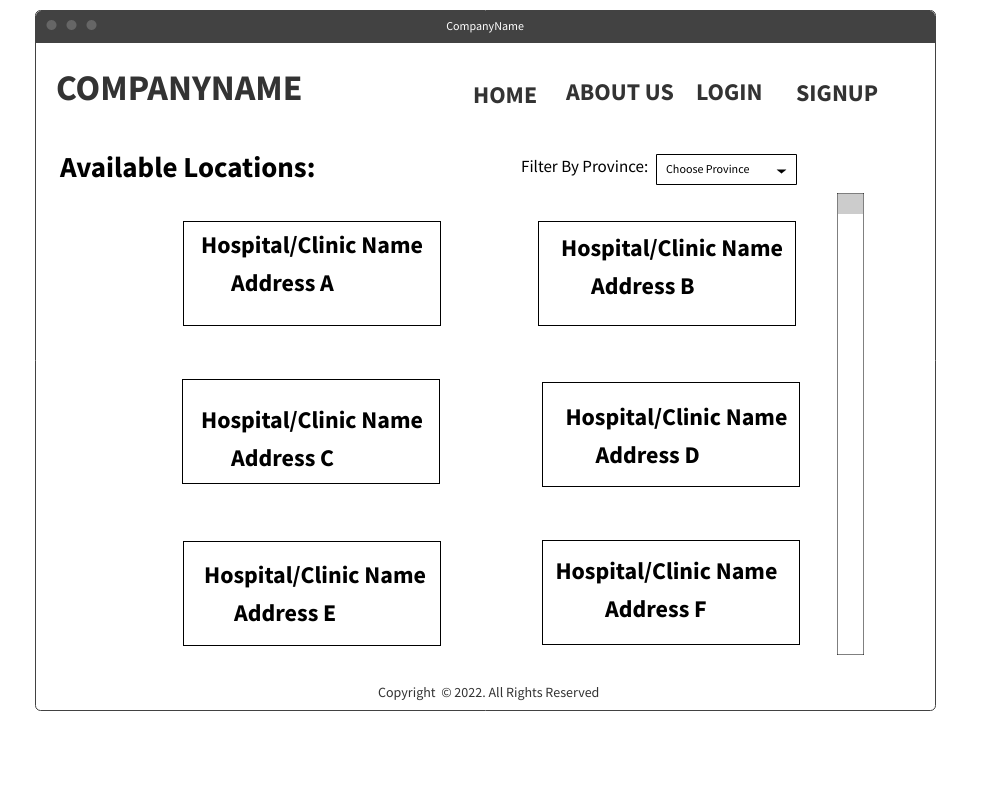 CompanyName
COMPANYNAME
HOME ABOUT US LOGIN SIGNUP
Available Locations:
Filter By Province: Choose Province
Hospital/Clinic Name
Address A
Hospital/Clinic Name
Address B
Hospital/Clinic Name
Address C
Hospital/Clinic Name
Address D
Hospital/Clinic Name
Address E
Hospital/Clinic Name
Address F
Copyright © 2022. All Rights Reserved